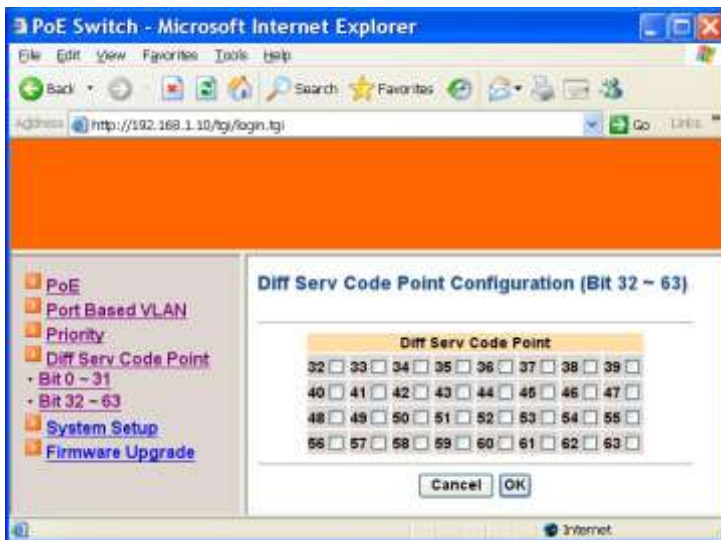 PoE Switch - Microsoft Internet Explorer
File Edit View Favorites Tools Help
Back Search Favorites
Address http://192.168.1.10/tgi/login.tgi Go Links
PoE
Port Based VLAN
Priority
Diff Serv Code Point
Bit 0 ~ 31
Bit 32 ~ 63
System Setup
Firmware Upgrade
Diff Serv Code Point Configuration (Bit 32 ~ 63)
Diff Serv Code Point
32 33 34 35 36 37 38 39
40 41 42 43 44 45 46 47
48 49 50 51 52 53 54 55
56 57 58 59 60 61 62 63
Cancel OK
Internet